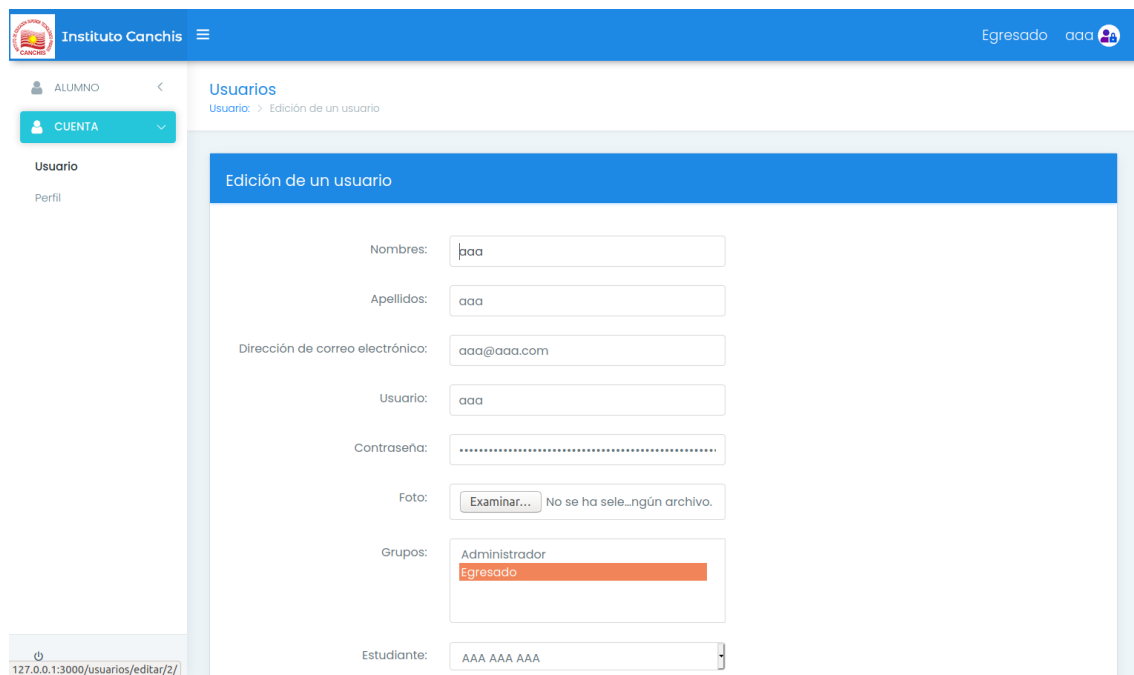 CANCHIS
Instituto Canchis
Egresado aaa
ALUMNO
CUENTA
Usuario
Perfil
Usuarios
Usuario: > Edición de un usuario
Edición de un usuario
Nombres: aaa
Apellidos: aaa
Dirección de correo electrónico: aaa@aaa.com
Usuario: aaa
Contraseña: ••••••••••••••••••••••••••••••••••••••••••••••••••••
Foto: Examinar... No se ha sele...ngún archivo.
Grupos: Administrador
Egresado
Estudiante: AAA AAA AAA
127.0.0.1:3000/usuarios/editar/2/